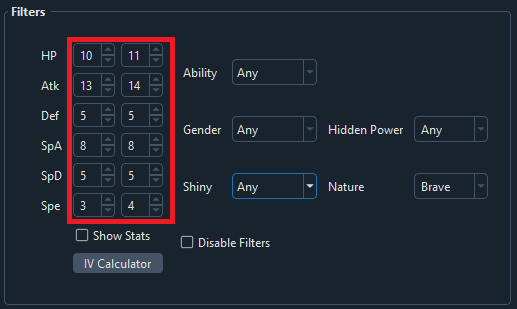 Filters
HP 10 11
Ability Any
Atk 13 14
Def 5 5
Gender Any Hidden Power Any
SpA 8 8
SpD 5 5
Shiny Any Nature Brave
Spe 3 4
Show Stats
Disable Filters
IV Calculator